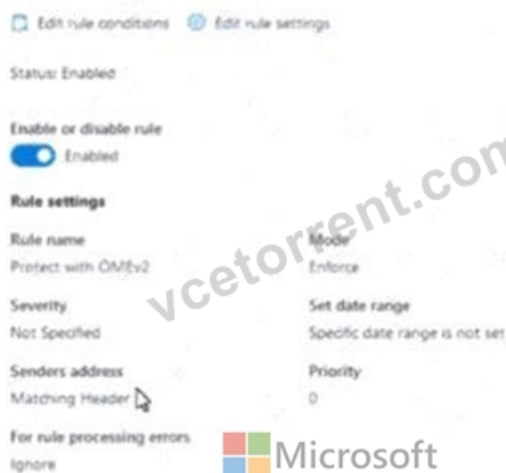 Edit rule conditions Edit rule settings
Status: Enabled
Enable or disable rule
Enabled
Rule settings
Rule name
Mode
Protect with OMEv2
Enforce
Severity
Set date range
Not Specified
Specific date range is not set
Senders address
Priority
Matching Header
0
For rule processing errors
Ignore
vcetorrent.com
Microsoft